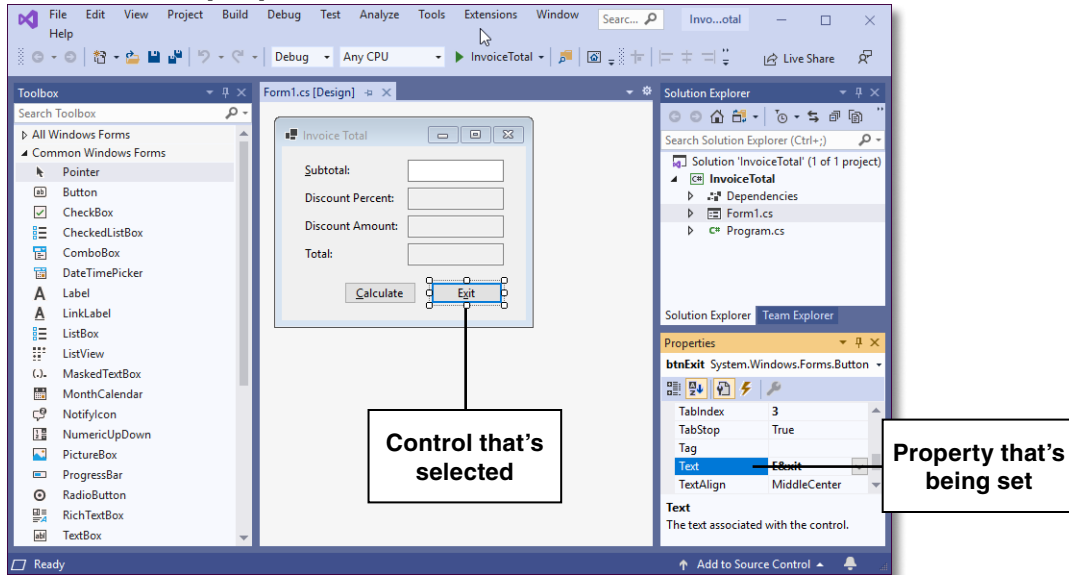 File Edit View Project Build Debug Test Analyze Tools Extensions Window Searc... Invo...otal
Help
Debug Any CPU InvoiceTotal Live Share
Toolbox
Search Toolbox
All Windows Forms
Common Windows Forms
Pointer
Button
CheckBox
CheckedListBox
ComboBox
DateTimePicker
Label
LinkLabel
ListBox
ListView
MaskedTextBox
MonthCalendar
NotifyIcon
NumericUpDown
PictureBox
ProgressBar
RadioButton
RichTextBox
TextBox
Form1.cs [Design]
Invoice Total
Subtotal:
Discount Percent:
Discount Amount:
Total:
Calculate Exit
Control that's
selected
Solution Explorer
Search Solution Explorer (Ctrl+;)
Solution 'InvoiceTotal' (1 of 1 project)
InvoiceTotal
Dependencies
Form1.cs
Program.cs
Solution Explorer Team Explorer
Properties
btnExit System.Windows.Forms.Button
TabIndex 3
TabStop True
Tag
Text E&xit
TextAlign MiddleCenter
Text
The text associated with the control.
Property that's
being set
Ready Add to Source Control